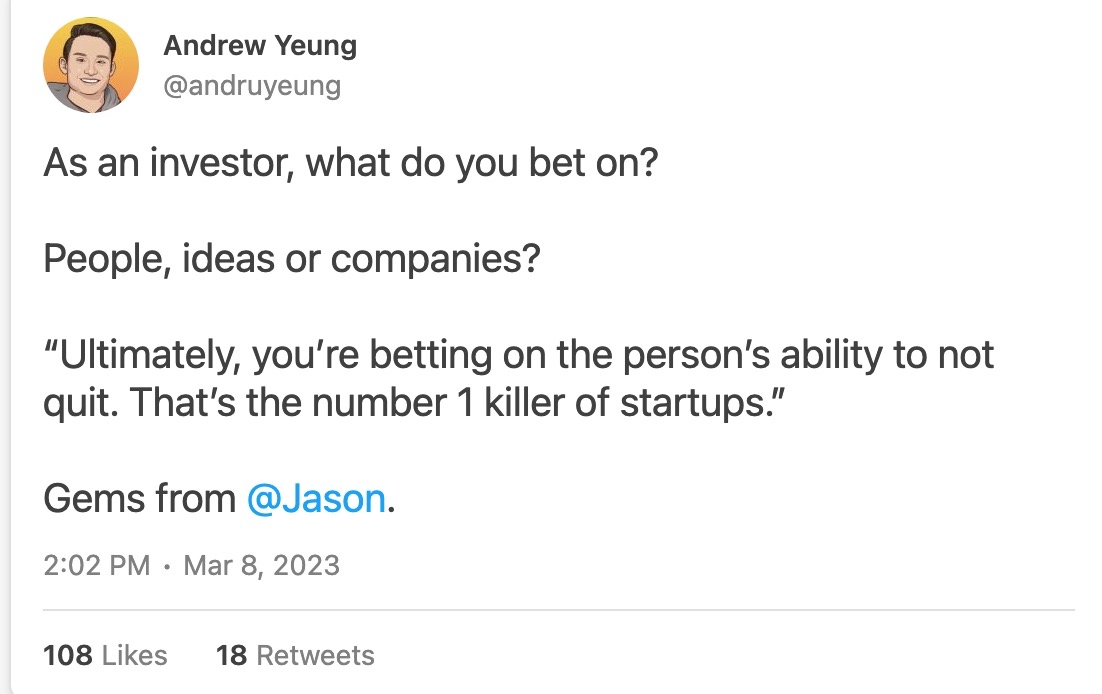 Andrew Yeung
@andruyeung
As an investor, what do you bet on?
People, ideas or companies?
“Ultimately, you’re betting on the person’s ability to not
quit. That’s the number 1 killer of startups.”
Gems from @Jason.
2:02 PM · Mar 8, 2023
108 Likes 18 Retweets